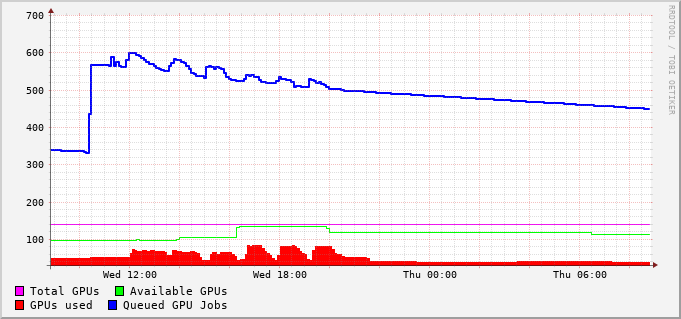 700
600
500
400
300
200
100
Wed 12:00 Wed 18:00 Thu 00:00 Thu 06:00
Total GPUs Available GPUs
GPUs used Queued GPU Jobs
RRDTOOL / TOBI OETIKER